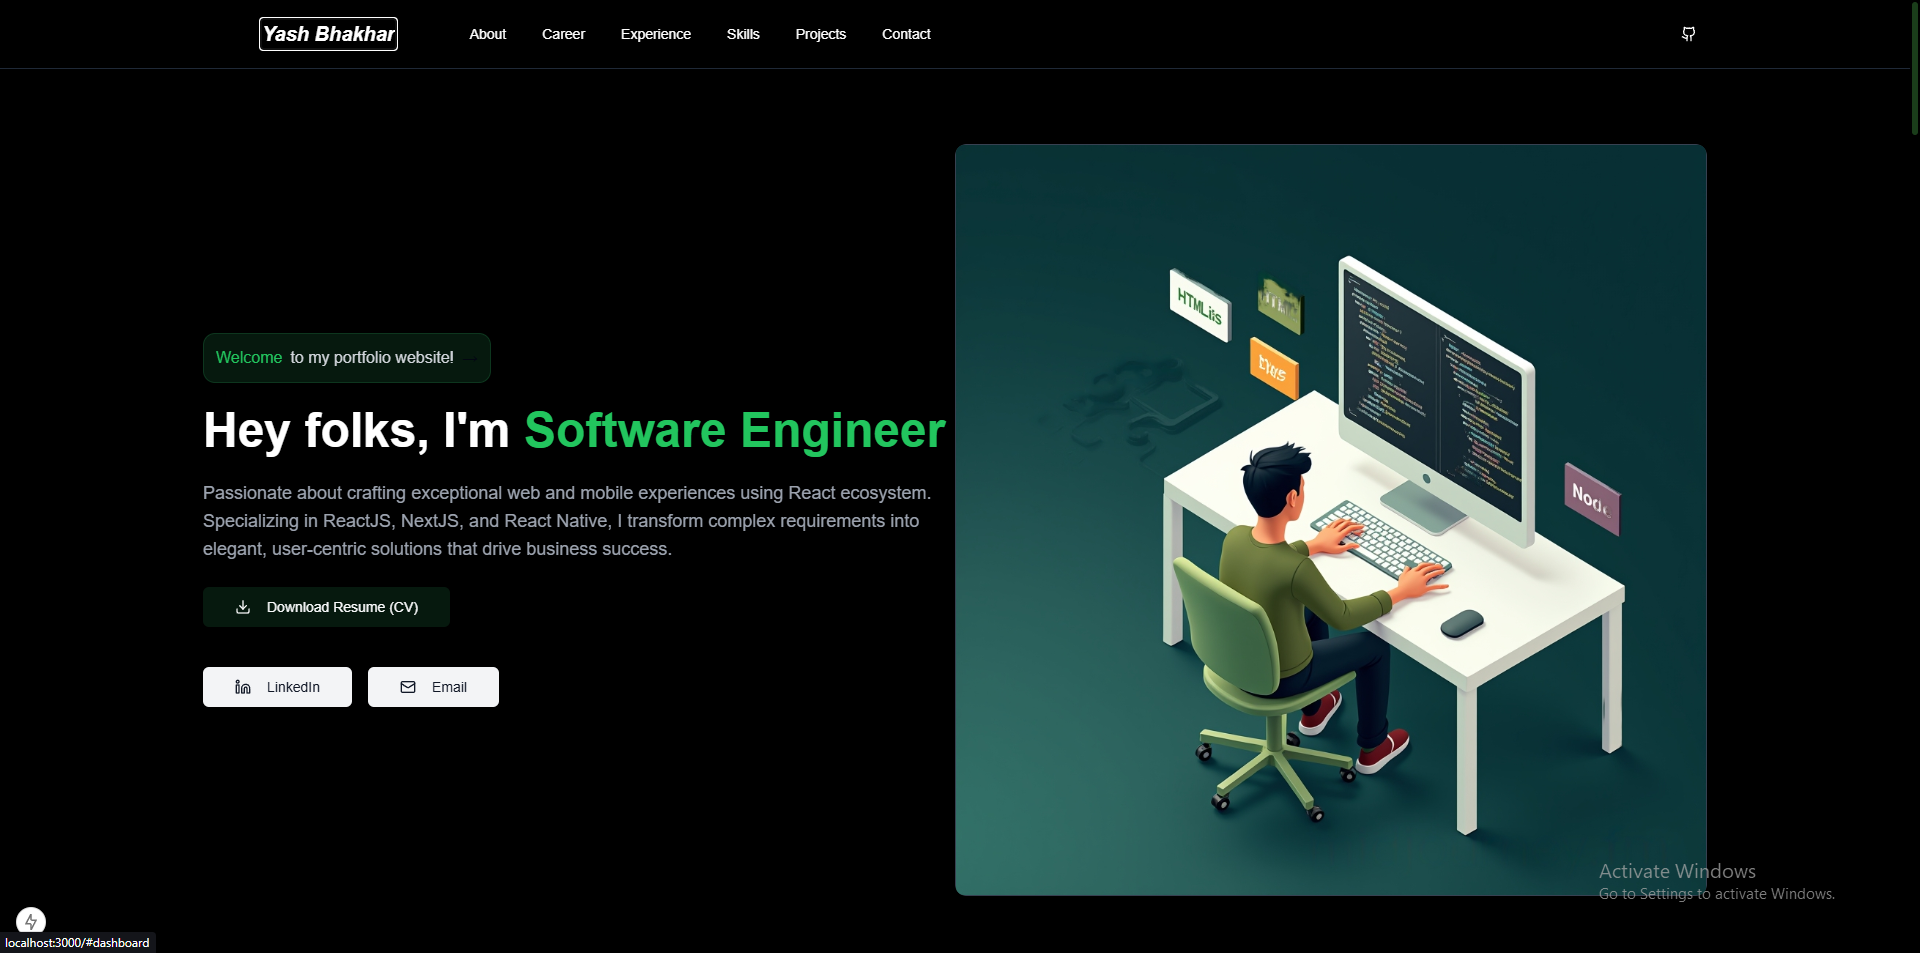 Yash Bhakhar
About
Career
Experience
Skills
Projects
Contact
Welcome to my portfolio website!
Hey folks, I'm Software Engineer
Passionate about crafting exceptional web and mobile experiences using React ecosystem.
Specializing in ReactJS, NextJS, and React Native, I transform complex requirements into
elegant, user-centric solutions that drive business success.
Download Resume (CV)
LinkedIn
Email
HTMLiis
Node
Activate Windows
Go to Settings to activate Windows.
localhost:3000/#dashboard